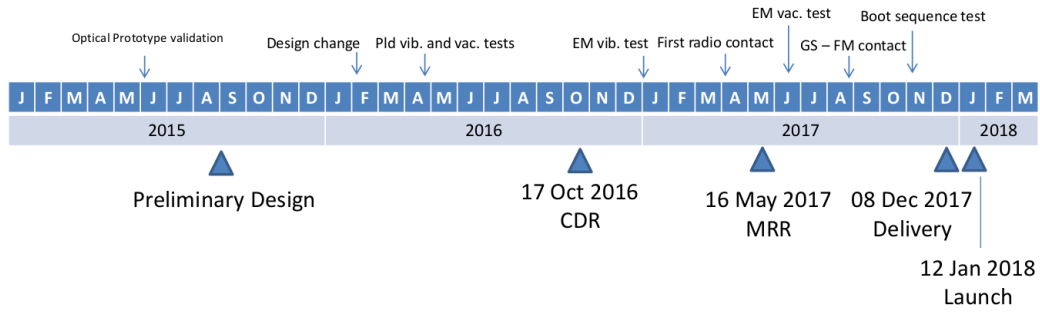 EM vac. test
Boot sequence test
Optical Prototype validation
Design change
Pld vib. and vac. tests
EM vib. test
First radio contact
GS – FM contact
J F M A M J J A S O N D J F M A M J J A S O N D J F M A M J J A S O N D J F M
2015 2016 2017 2018
Preliminary Design
17 Oct 2016
CDR
16 May 2017
MRR
08 Dec 2017
Delivery
12 Jan 2018
Launch